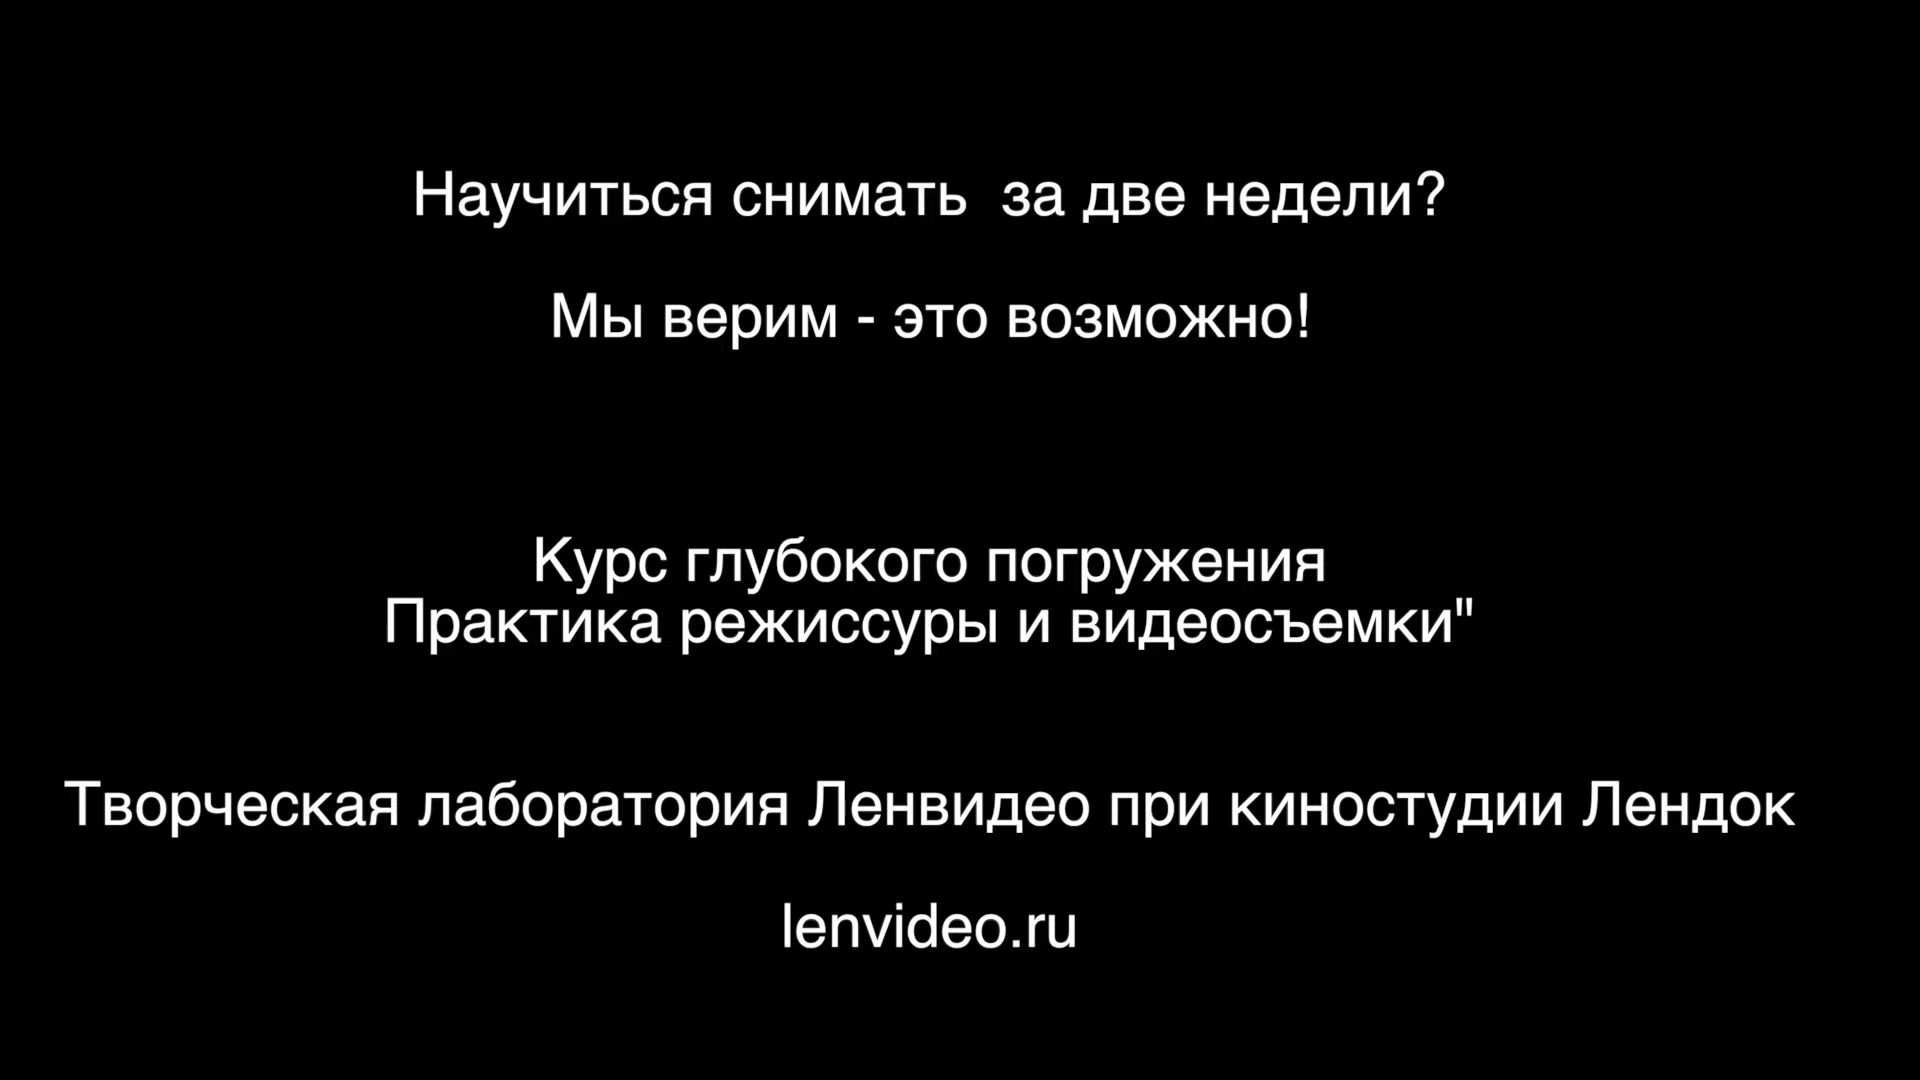 Научиться снимать  за две недели?
Мы верим - это возможно!
Курс глубокого погружения
Практика режиссуры и видеосъемки"
Творческая лаборатория Ленвидео при киностудии Лендок
lenvideo.ru